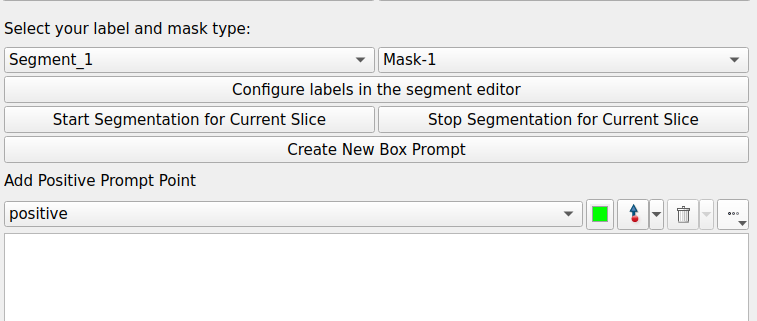 Select your label and mask type:
Segment_1 Mask-1
Configure labels in the segment editor
Start Segmentation for Current Slice Stop Segmentation for Current Slice
Create New Box Prompt
Add Positive Prompt Point
positive